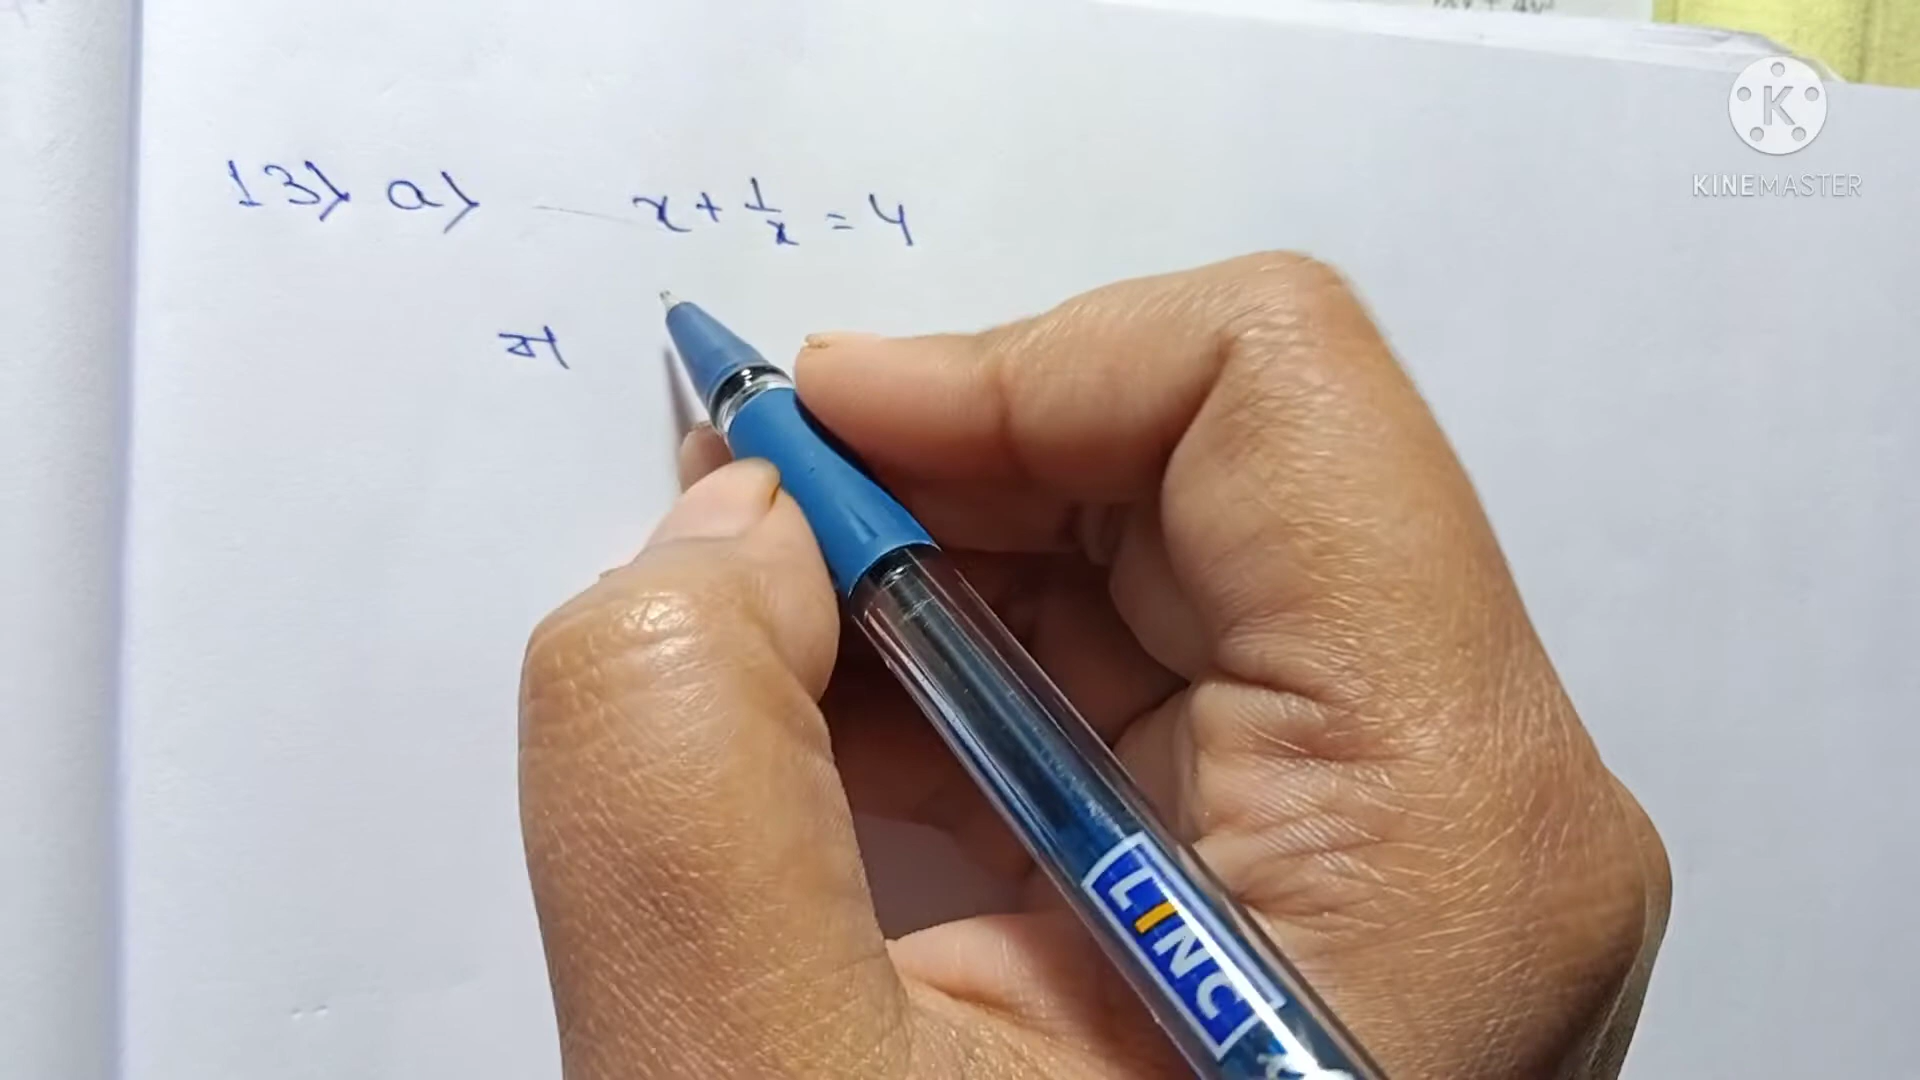 13) a) x + 1/x = 4
বা
KINEMASTER
LINC